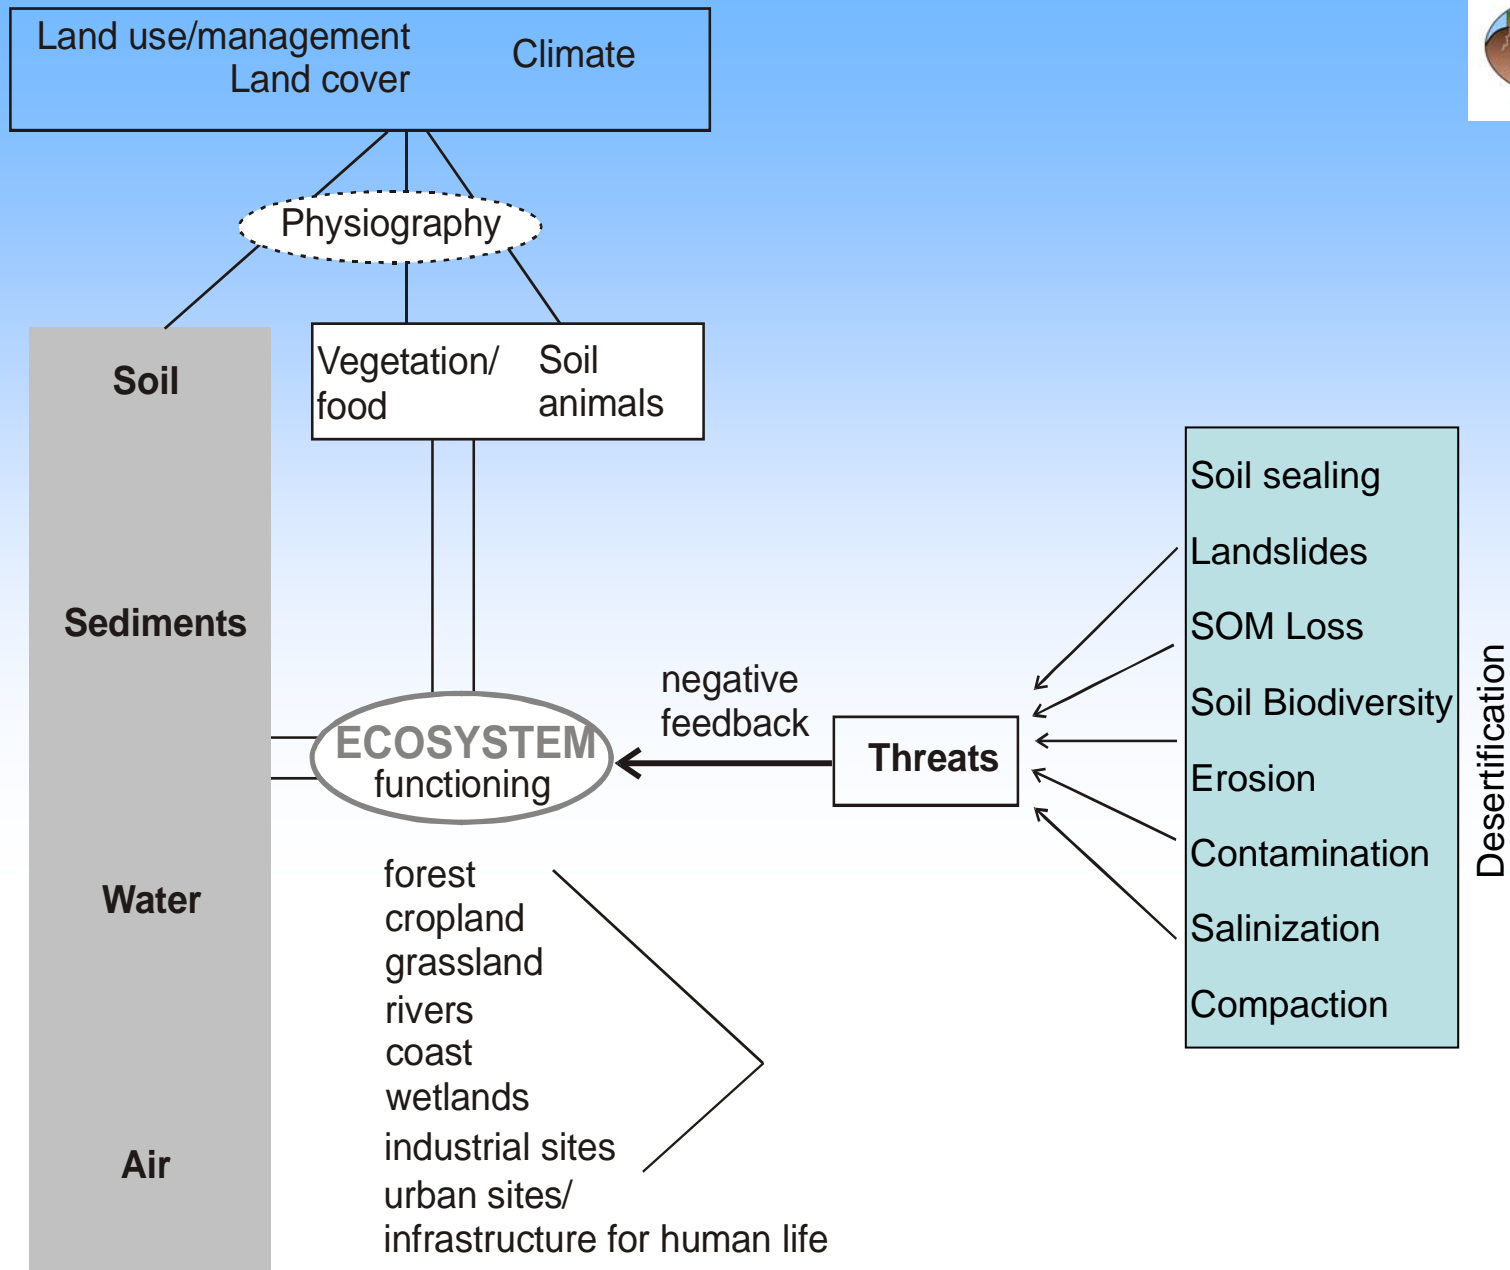 Land use/management
Land cover
Climate
Physiography
Soil
Vegetation/
food
Soil
animals
Sediments
Water
Air
ECOSYSTEM
functioning
negative
feedback
Threats
forest
cropland
grassland
rivers
coast
wetlands
industrial sites
urban sites/
infrastructure for human life
Soil sealing
Landslides
SOM Loss
Soil Biodiversity
Erosion
Contamination
Salinization
Compaction
Desertification